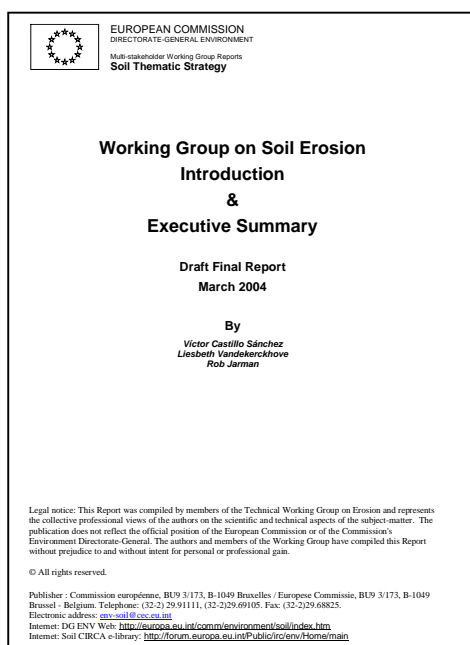 EUROPEAN COMMISSION
DIRECTORATE-GENERAL ENVIRONMENT
Multi-stakeholder Working Group Reports
Soil Thematic Strategy
Working Group on Soil Erosion
Introduction
&
Executive Summary
Draft Final Report
March 2004
By
Víctor Castillo Sánchez
Liesbeth Vandekerckhove
Rob Jarman
Legal notice: This Report was compiled by members of the Technical Working Group on Erosion and represents
the collective professional views of the authors on the scientific and technical aspects of the subject-matter. The
publication does not reflect the official position of the European Commission or of the Commission's
Environment Directorate-General. The authors and members of the Working Group have compiled this Report
without prejudice to and without intent for personal or professional gain.
© All rights reserved.
Publisher : Commission européenne, BU9 3/173, B-1049 Bruxelles / Europese Commissie, BU9 3/173, B-1049
Brussel - Belgium. Telephone: (32-2) 29.91111, (32-2)29.69105. Fax: (32-2)29.68825.
Electronic address: env-soil@cec.eu.int
Internet: DG ENV Web: http://europa.eu.int/comm/environment/soil/index.htm
Internet: Soil CIRCA e-library: http://forum.europa.eu.int/Public/irc/env/Home/main